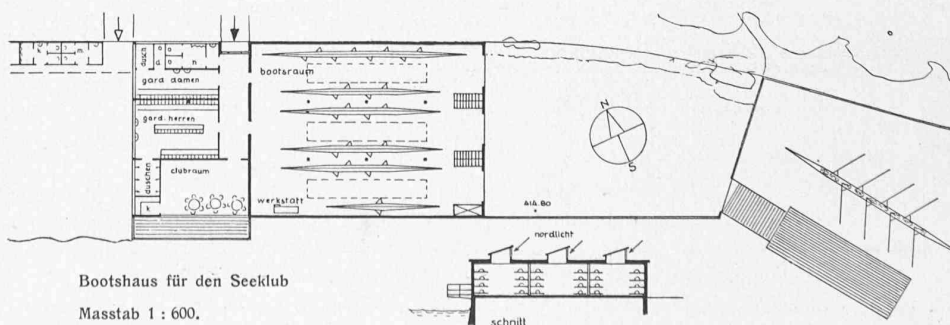 dusch
d
h
gard damen
bootsraum
gard. herren
duschen
clubraum
k
werkstatt
N
S
414.80
nordlicht
schnitt
Bootshaus für den Seeklub
Masstab 1 : 600.